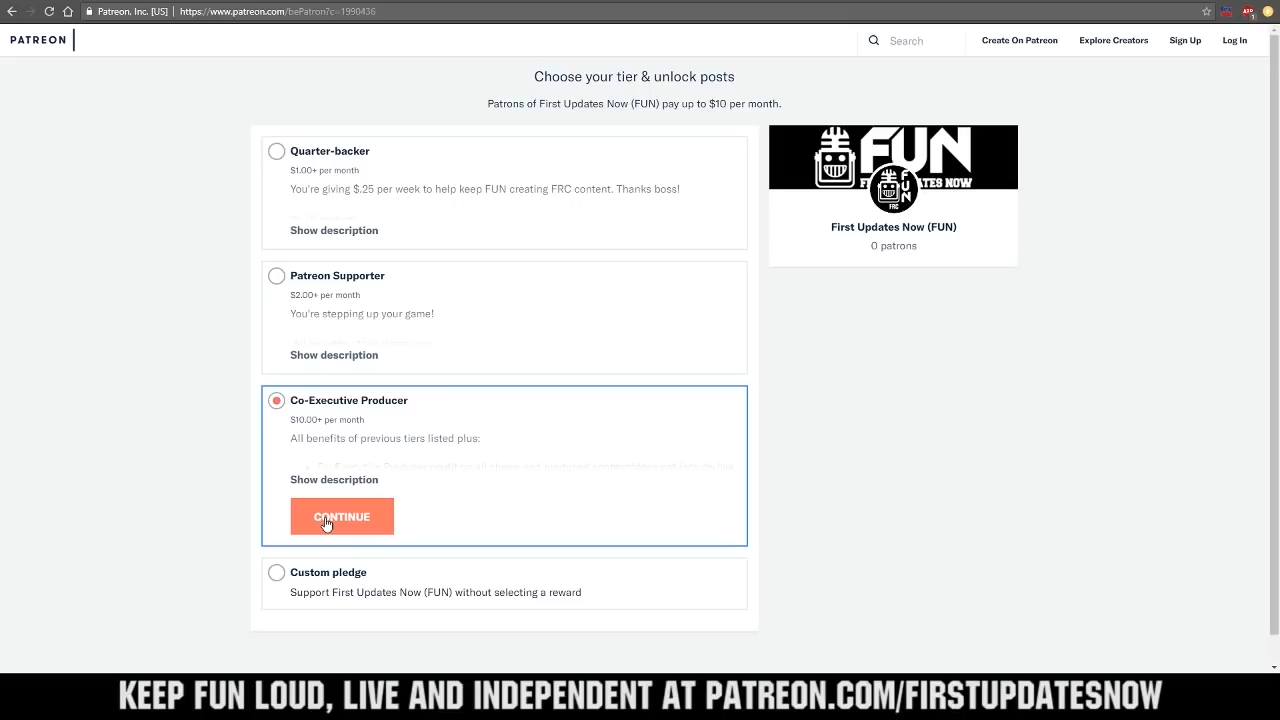 Patreon, Inc. [US] | https://www.patreon.com/bePatron?c=1990436
PATREON
Search
Create On Patreon
Explore Creators
Sign Up
Log In
Choose your tier & unlock posts
Patrons of First Updates Now (FUN) pay up to $10 per month.
Quarter-backer
$1.00+ per month
You're giving $.25 per week to help keep FUN creating FRC content. Thanks boss!
Show description
Patreon Supporter
$2.00+ per month
You're stepping up your game!
Show description
Co-Executive Producer
$10.00+ per month
All benefits of previous tiers listed plus:
Show description
CONTINUE
Custom pledge
Support First Updates Now (FUN) without selecting a reward
FUN
FUN
FRC
First Updates Now (FUN)
0 patrons
KEEP FUN LOUD, LIVE AND INDEPENDENT AT PATREON.COM/FIRSTUPDATESNOW